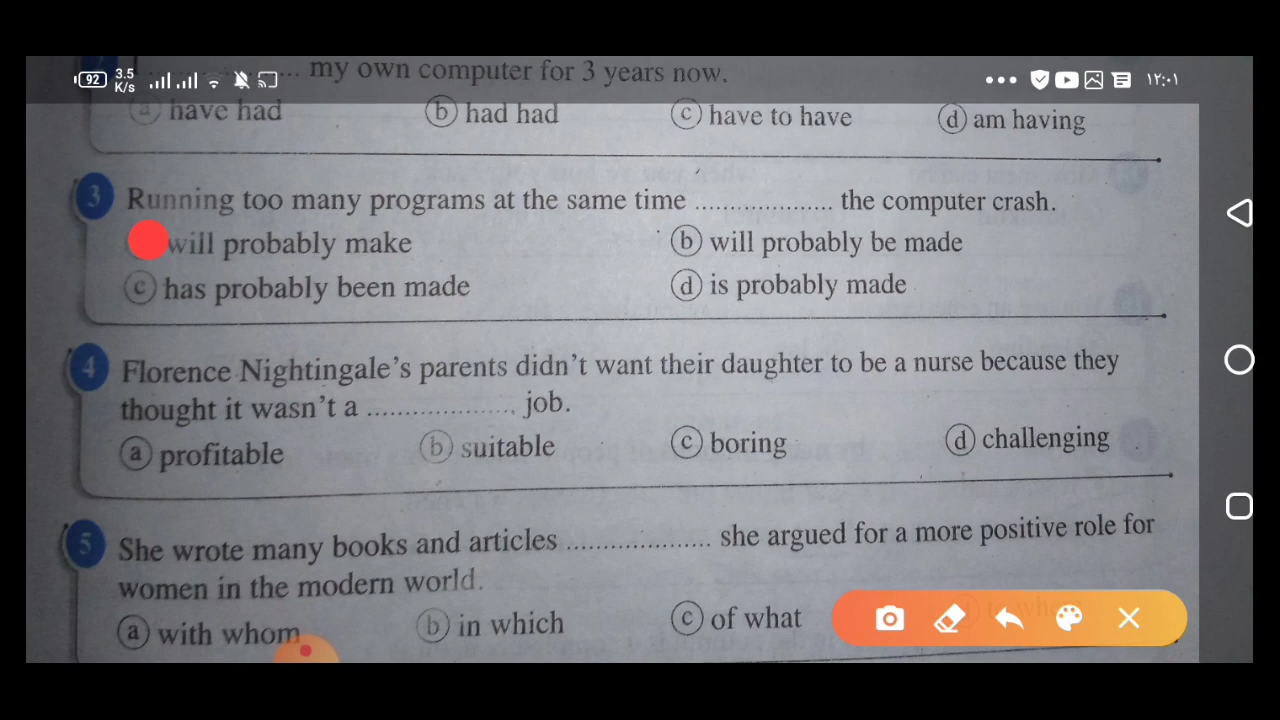 92 3.5 K/s ١٢:٠١
.................. my own computer for 3 years now.
a have had b had had c have to have d am having
3 Running too many programs at the same time .................... the computer crash.
will probably make b will probably be made
c has probably been made d is probably made
4 Florence Nightingale's parents didn't want their daughter to be a nurse because they
thought it wasn't a ...................... job.
a profitable b suitable c boring d challenging
5 She wrote many books and articles ..................... she argued for a more positive role for
women in the modern world.
a with whom b in which c of what